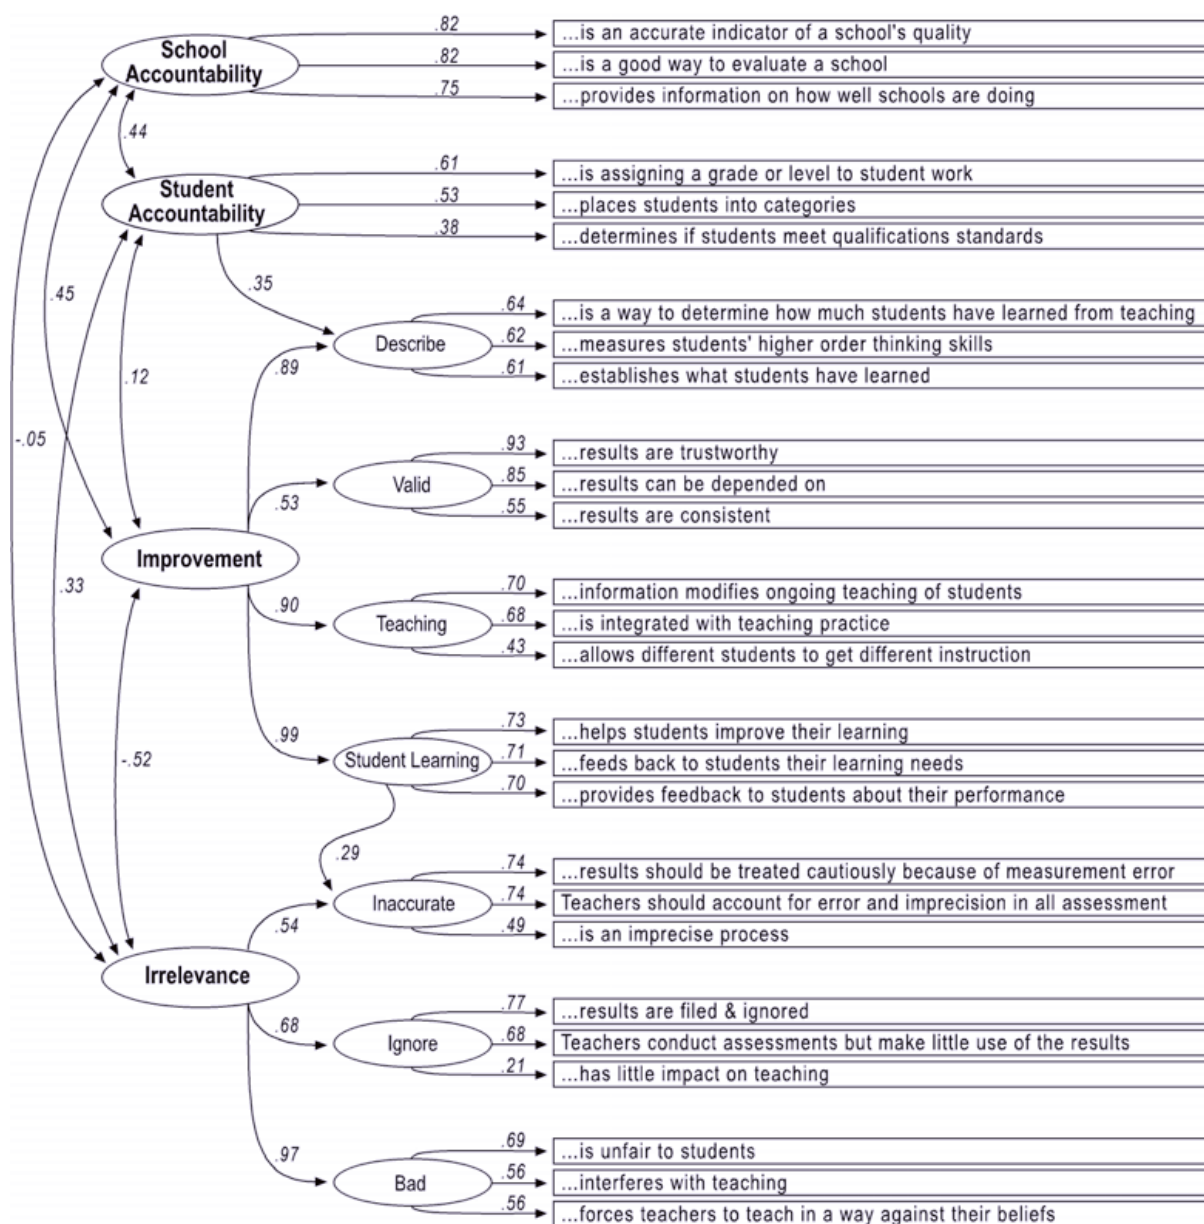 .82
...is an accurate indicator of a school's quality
School
Accountability
.82
...is a good way to evaluate a school
.75
...provides information on how well schools are doing
.44
.61
...is assigning a grade or level to student work
Student
Accountability
.53
...places students into categories
.38
...determines if students meet qualifications standards
.45
.35
.64
...is a way to determine how much students have learned from teaching
Describe
.62
...measures students' higher order thinking skills
.12
.89
.61
...establishes what students have learned
-.05
.93
...results are trustworthy
Valid
.85
...results can be depended on
.53
.55
...results are consistent
Improvement
.33
.70
...information modifies ongoing teaching of students
.90
Teaching
.68
...is integrated with teaching practice
.43
...allows different students to get different instruction
.73
...helps students improve their learning
-.52
.99
Student Learning
.71
...feeds back to students their learning needs
.70
...provides feedback to students about their performance
.29
.74
...results should be treated cautiously because of measurement error
Inaccurate
.74
Teachers should account for error and imprecision in all assessment
.54
.49
...is an imprecise process
Irrelevance
.77
...results are filed & ignored
.68
Ignore
.68
Teachers conduct assessments but make little use of the results
.21
...has little impact on teaching
.69
...is unfair to students
.97
Bad
.56
...interferes with teaching
.56
...forces teachers to teach in a way against their beliefs